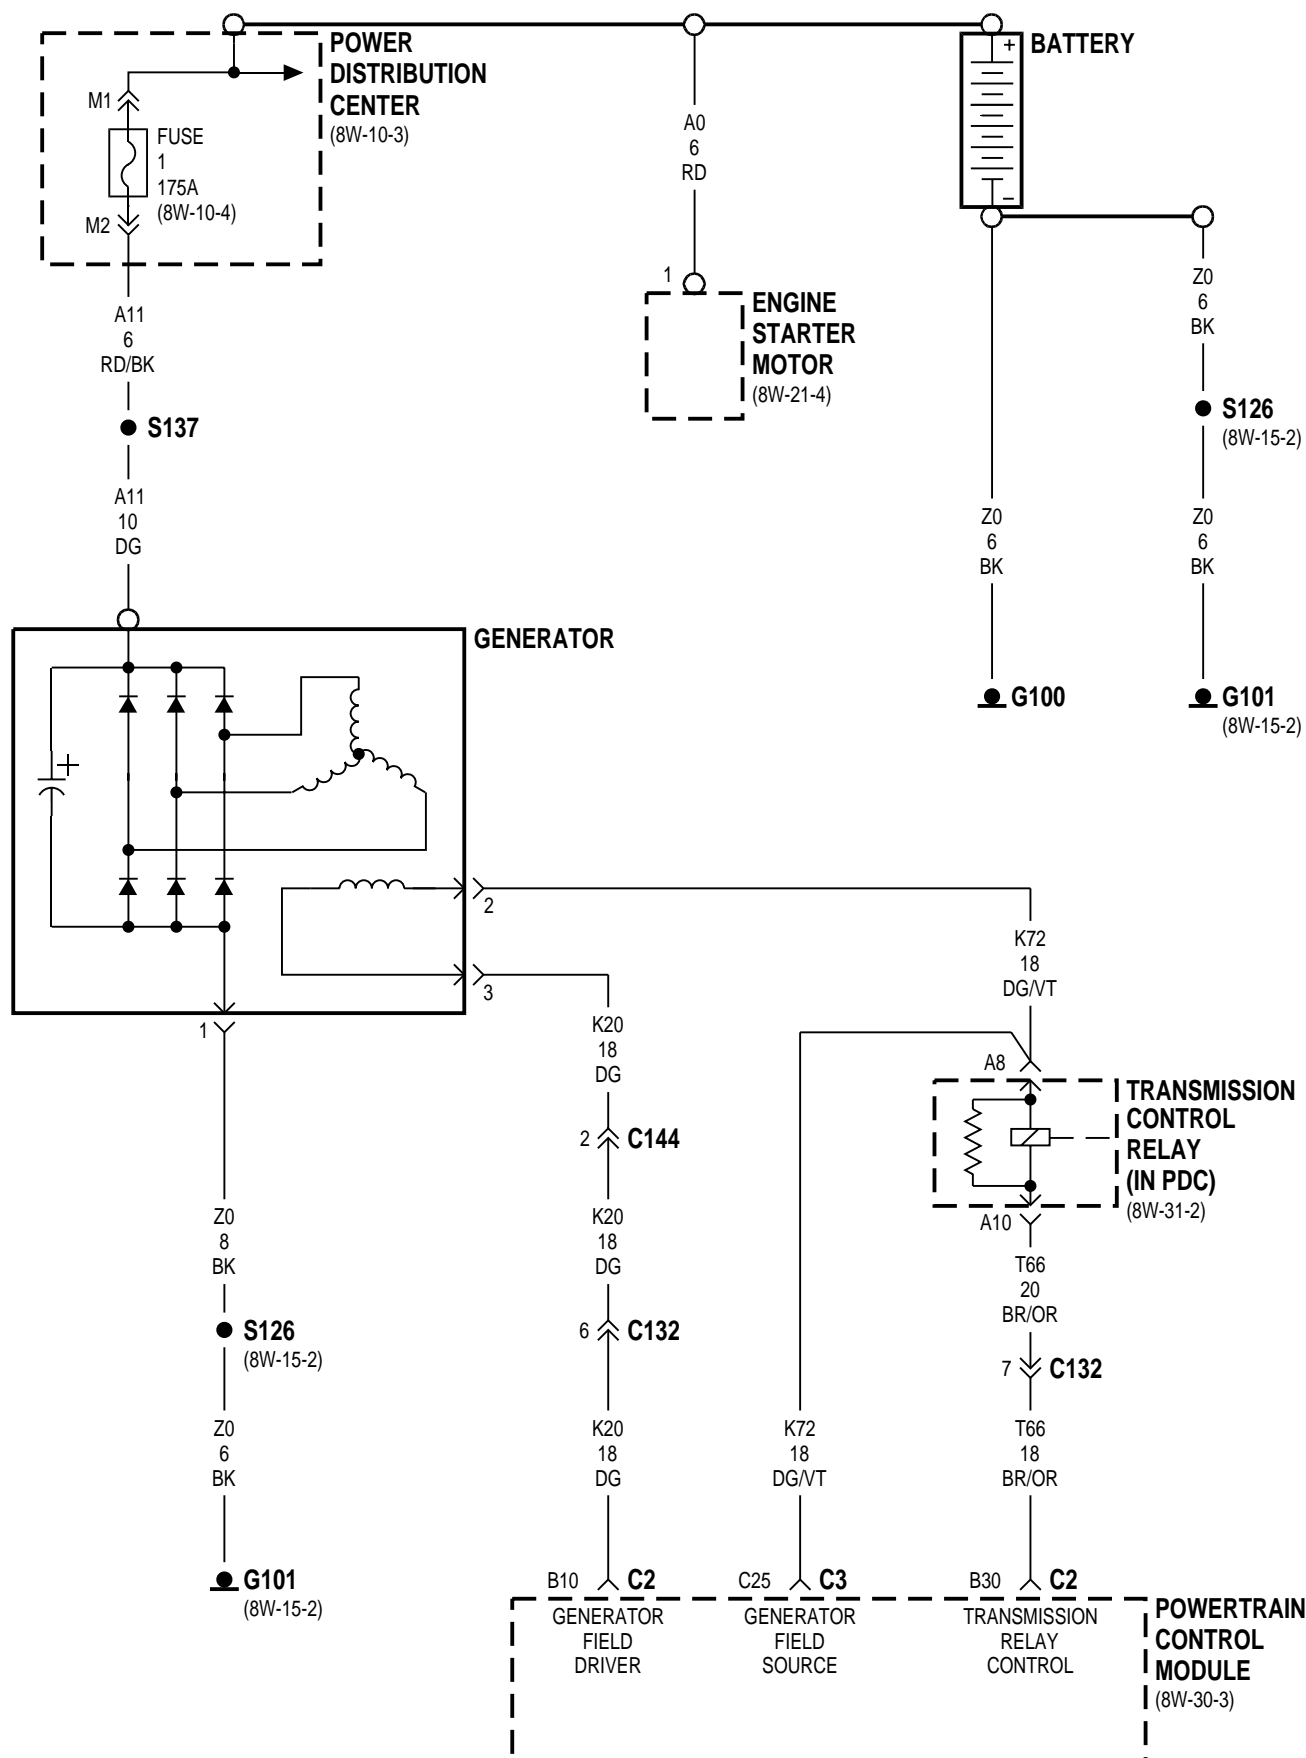 POWER
DISTRIBUTION
CENTER
(8W-10-3)
M1
FUSE
1
175A
(8W-10-4)
M2
BATTERY
+
–
A0
6
RD
1
ENGINE
STARTER
MOTOR
(8W-21-4)
Z0
6
BK
S126
(8W-15-2)
Z0
6
BK
Z0
6
BK
G100
G101
(8W-15-2)
A11
6
RD/BK
S137
A11
10
DG
GENERATOR
+
2
3
1
K72
18
DG/VT
K20
18
DG
A8
TRANSMISSION
CONTROL
RELAY
(IN PDC)
(8W-31-2)
A10
2
C144
Z0
8
BK
K20
18
DG
T66
20
BR/OR
S126
(8W-15-2)
6
C132
7
C132
Z0
6
BK
K20
18
DG
K72
18
DG/VT
T66
18
BR/OR
G101
(8W-15-2)
B10
C2
C25
C3
B30
C2
GENERATOR
FIELD
DRIVER
GENERATOR
FIELD
SOURCE
TRANSMISSION
RELAY
CONTROL
POWERTRAIN
CONTROL
MODULE
(8W-30-3)